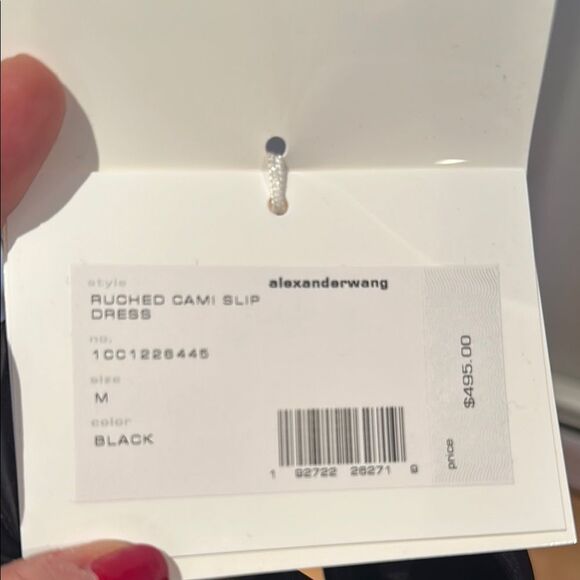 style
alexanderwang
RUCHED CAMI SLIP
DRESS
no.
1CC1226445
size
M
color
BLACK
1 92722 26271 9
price $495.00